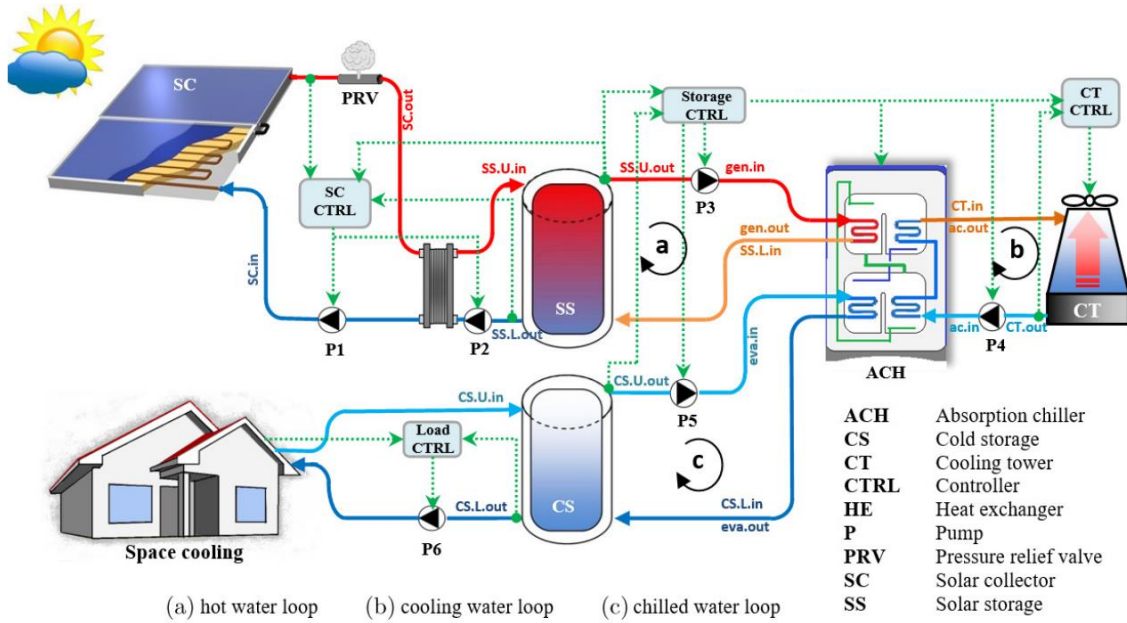 SC
PRV
SC.out
SC
CTRL
SC.in
P1
P2
SS.U.in
SS.L.out
SS
SS.U.out
Storage
CTRL
P3
gen.in
gen.out
SS.L.in
a
CT.in
ac.out
b
CT
CTRL
CT
ac.in
CT.out
P4
ACH
eva.in
CS.U.out
P5
c
CS.L.in
eva.out
CS
CS.U.in
Load
CTRL
CS.L.out
P6
Space cooling
ACH Absorption chiller
CS Cold storage
CT Cooling tower
CTRL Controller
HE Heat exchanger
P Pump
PRV Pressure relief valve
SC Solar collector
SS Solar storage
(a) hot water loop (b) cooling water loop (c) chilled water loop